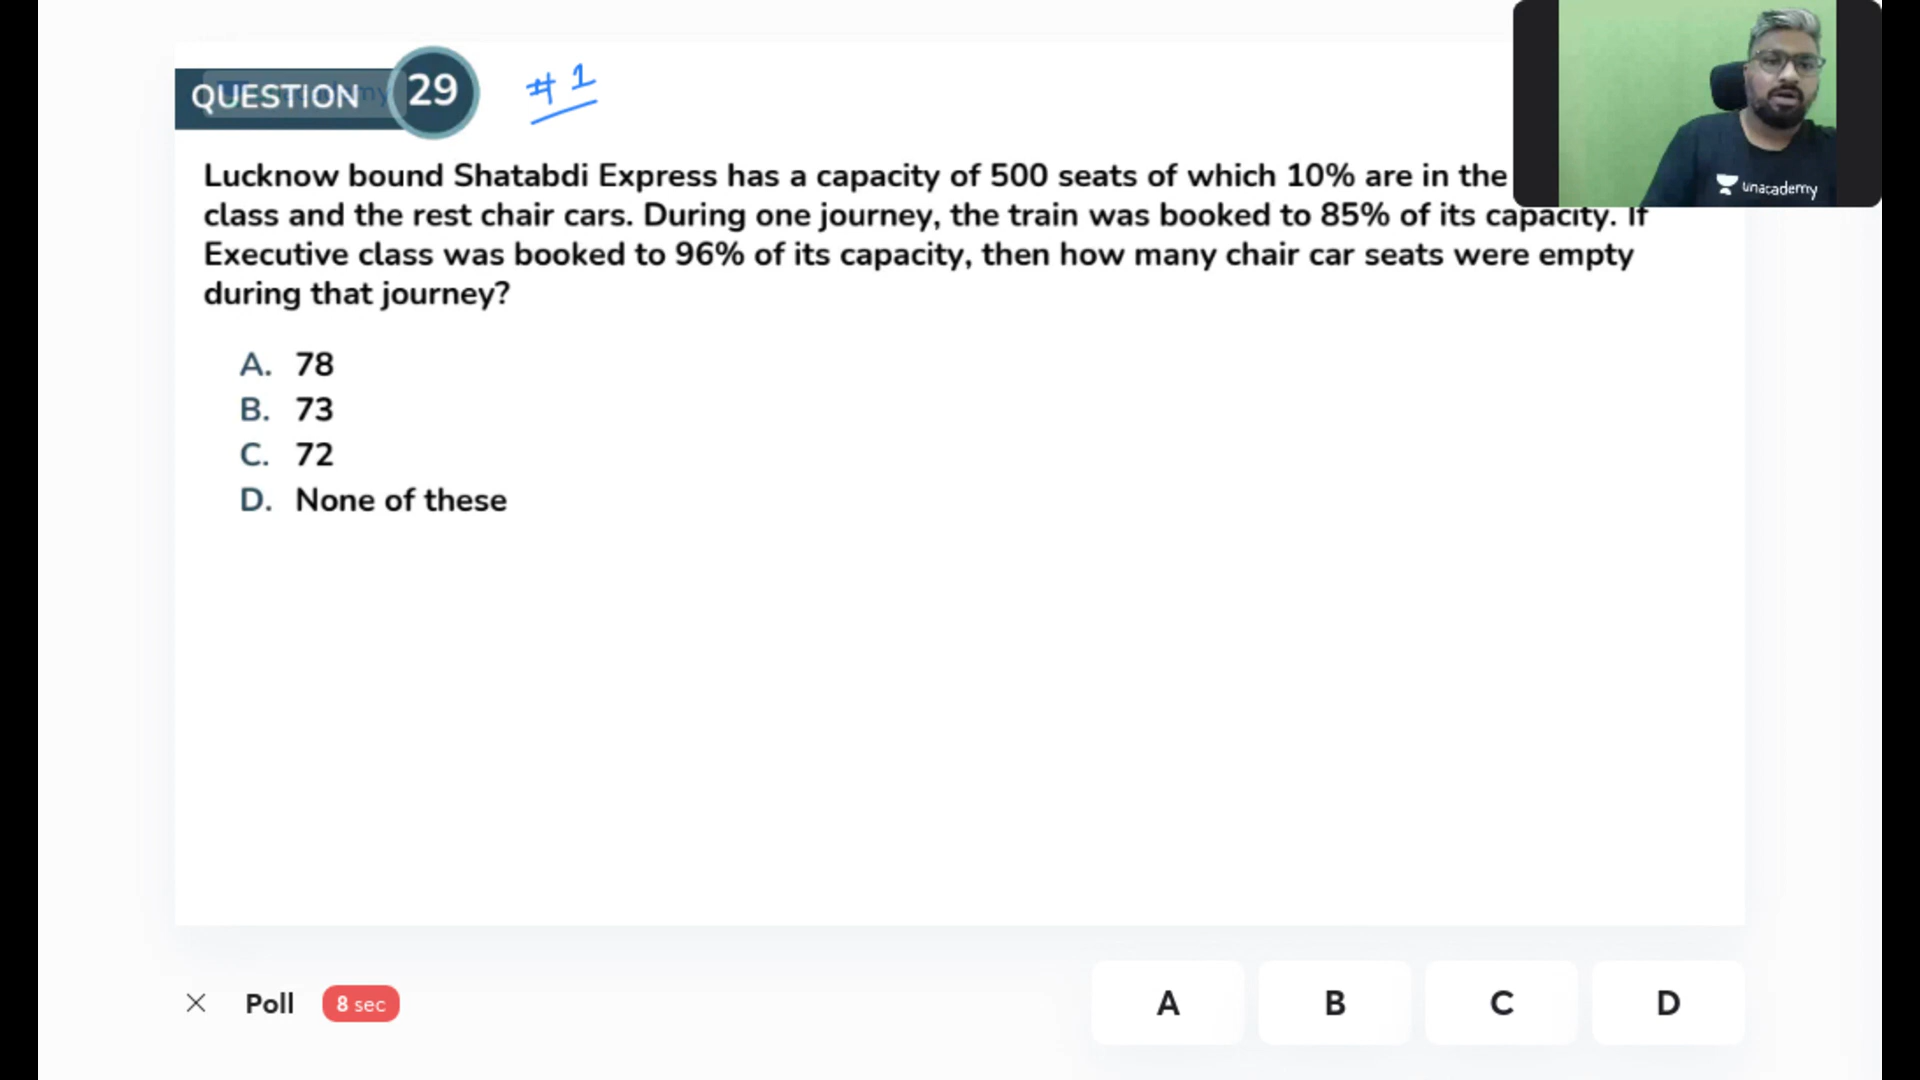 QUESTION 29 # 1
unacademy
Lucknow bound Shatabdi Express has a capacity of 500 seats of which 10% are in the
class and the rest chair cars. During one journey, the train was booked to 85% of its capacity. If
Executive class was booked to 96% of its capacity, then how many chair car seats were empty
during that journey?
A. 78
B. 73
C. 72
D. None of these
Poll 8 sec A B C D